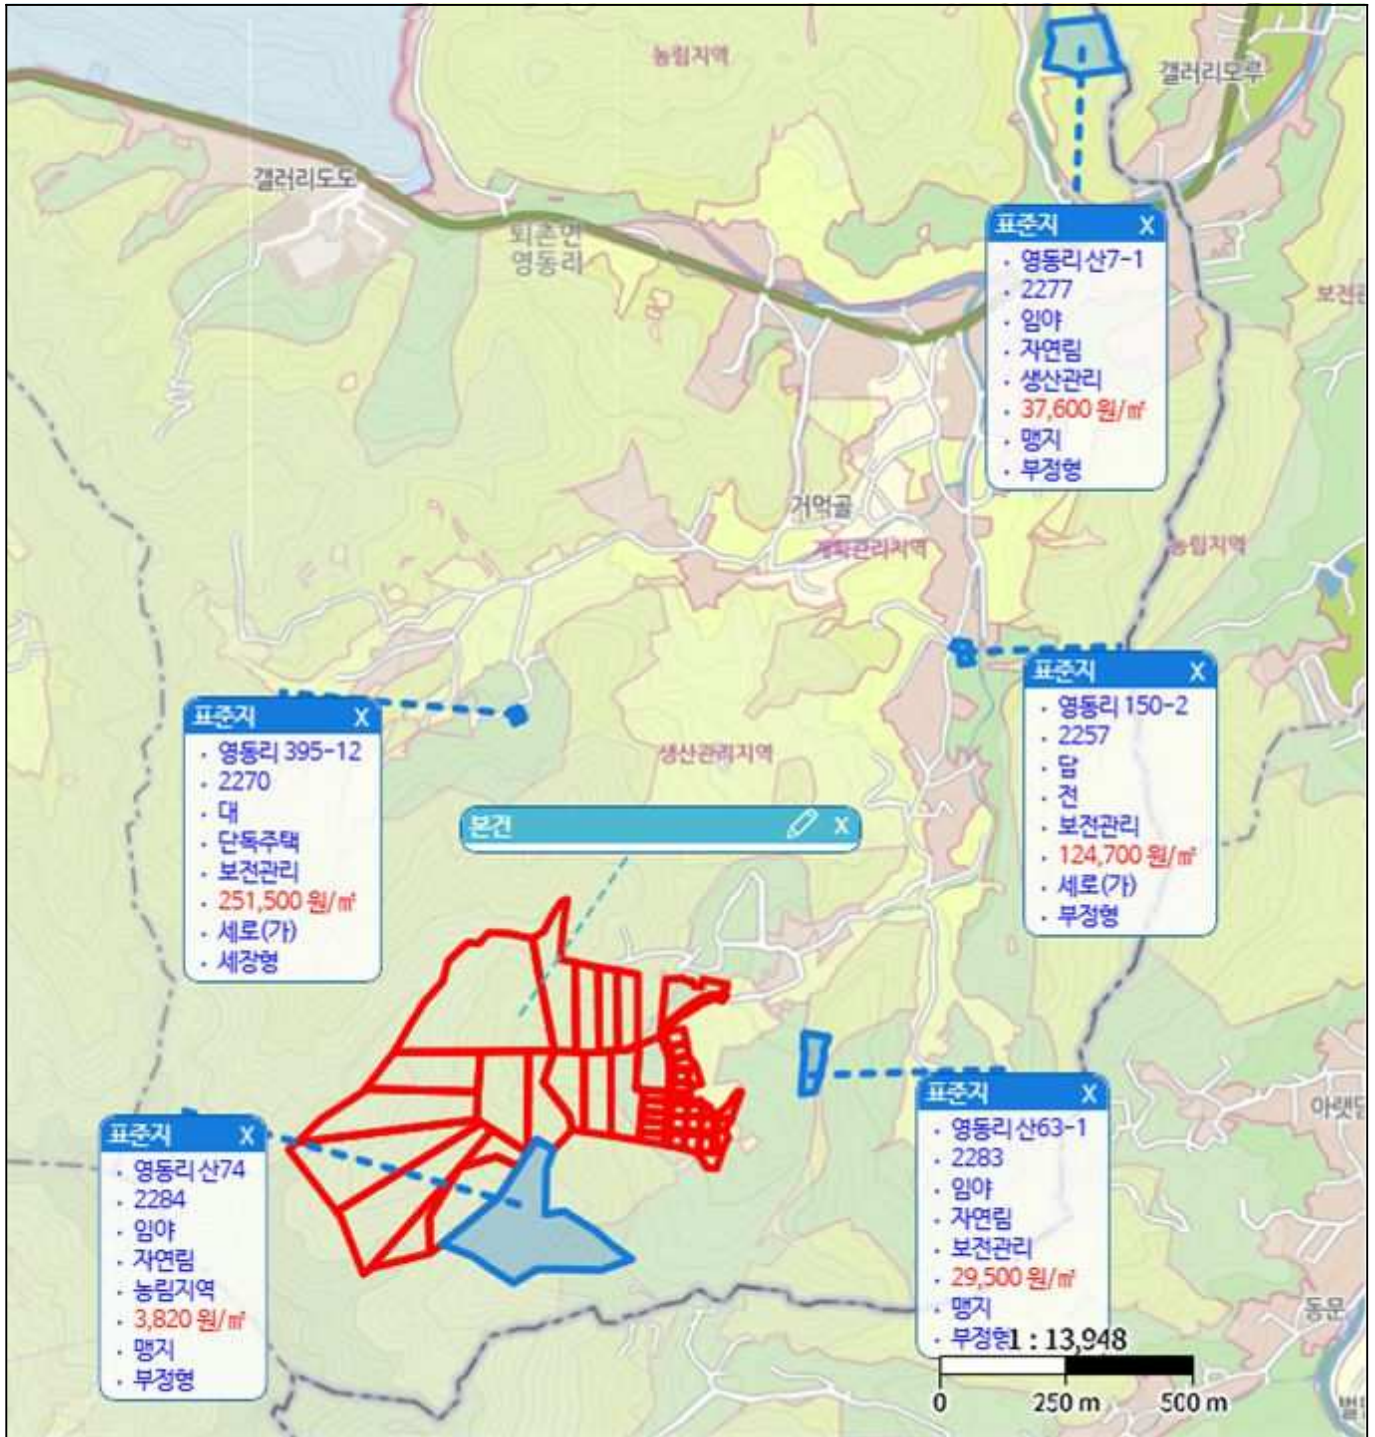 농림지역
갤러리모루
갤러리도도
퇴촌면
영동리
표준지 X
· 영동리 산7-1
· 2277
· 임야
· 자연림
· 생산관리
· 37,600 원/㎡
· 맹지
· 부정형
거먹골
계획관리지역
농림지역
표준지 X
· 영동리 395-12
· 2270
· 대
· 단독주택
· 보전관리
· 251,500 원/㎡
· 세로(가)
· 세장형
표준지 X
· 영동리 150-2
· 2257
· 답
· 전
· 보전관리
· 124,700 원/㎡
· 세로(가)
· 부정형
생산관리지역
본건 X
표준지 X
· 영동리 산74
· 2284
· 임야
· 자연림
· 농림지역
· 3,820 원/㎡
· 맹지
· 부정형
표준지 X
· 영동리 산63-1
· 2283
· 임야
· 자연림
· 보전관리
· 29,500 원/㎡
· 맹지
· 부정형
동문
1 : 13,948
0 250 m 500 m